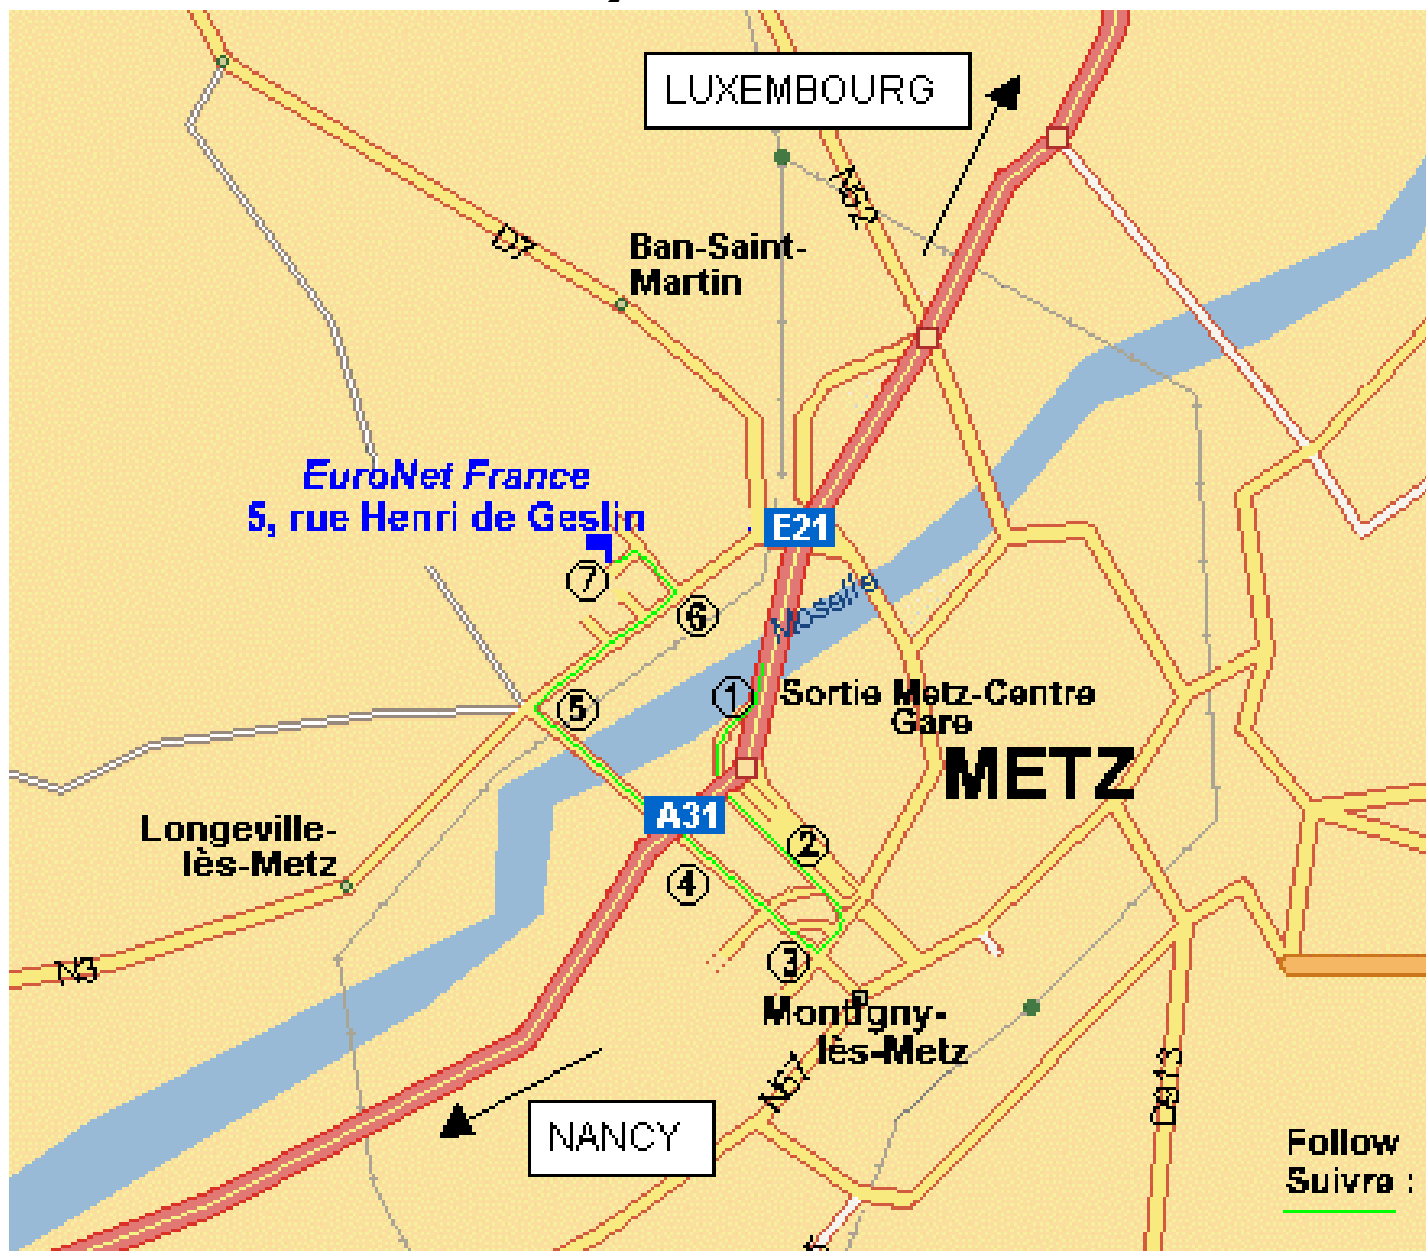 LUXEMBOURG
N52
D7
Ban-Saint-
Martin
EuroNet France
5, rue Henri de Geslin
E21
7
6
Moselle
1
Sortie Metz-Centre
Gare
5
METZ
A31
Longeville-
lès-Metz
2
4
3
N3
Montigny-
lès-Metz
N57
D913
NANCY
Follow
Suivre :